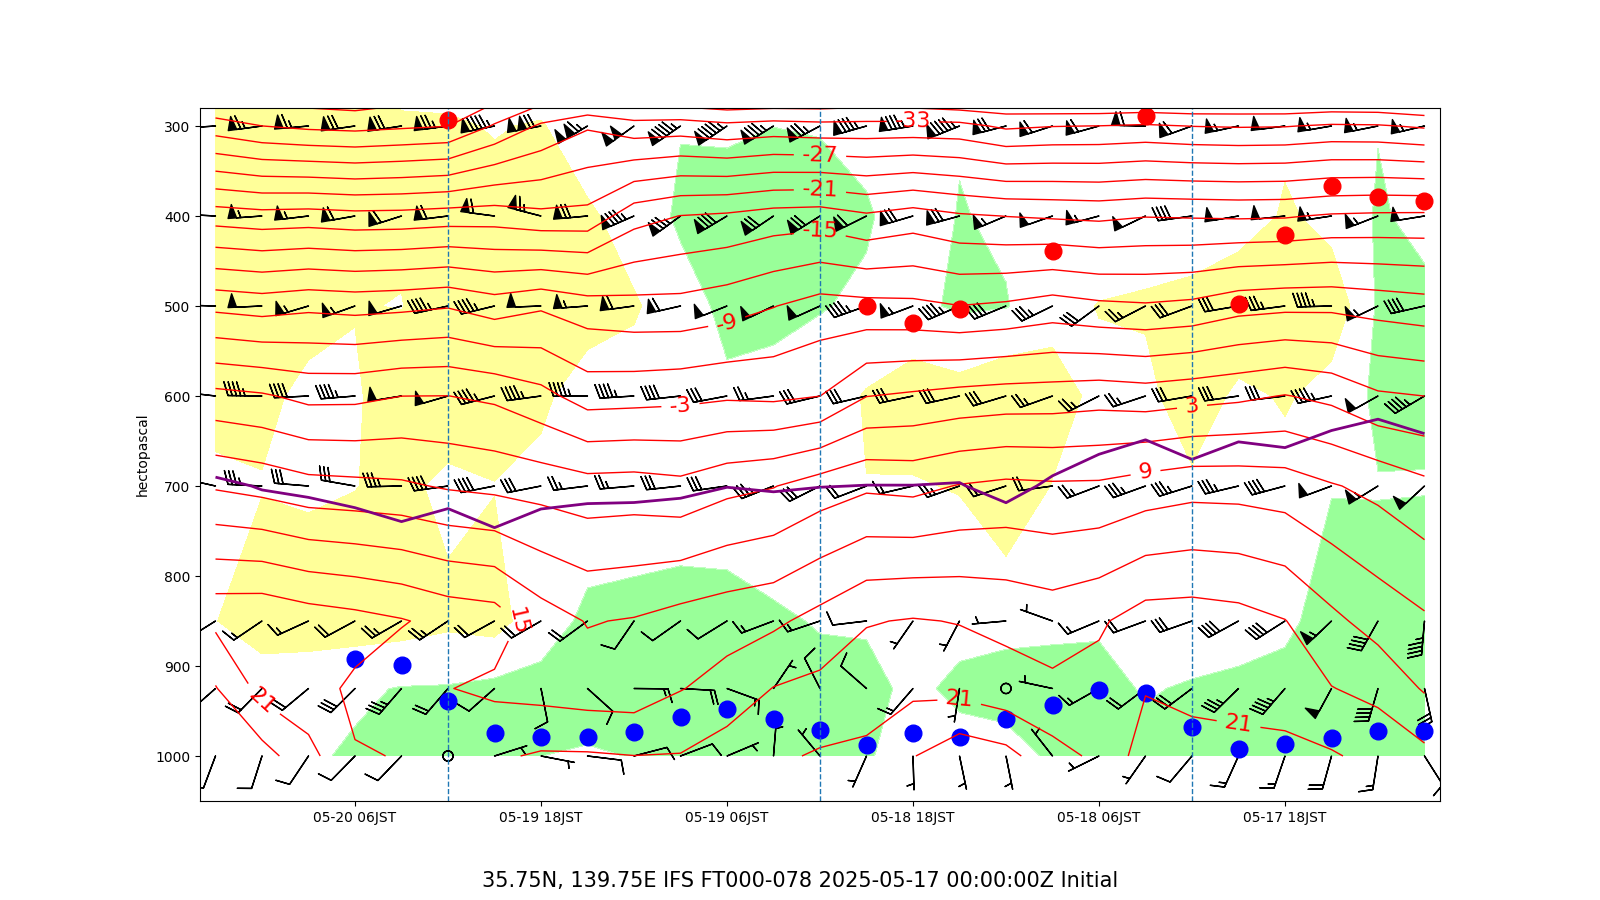 300
400
500
600
700
800
900
1000
hectopascal
-33
-27
-21
-15
-9
-3
3
9
15
21
21
21
05-20 06JST
05-19 18JST
05-19 06JST
05-18 18JST
05-18 06JST
05-17 18JST
35.75N, 139.75E IFS FT000-078 2025-05-17 00:00:00Z Initial